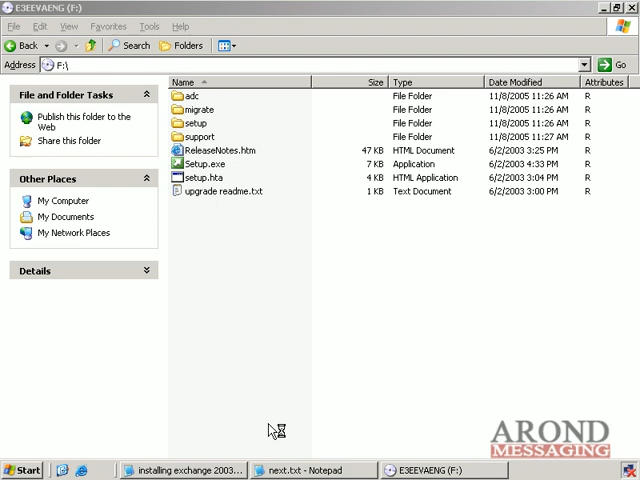 E3EEVAENG (F:)
File Edit View Favorites Tools Help
Back Search Folders
Address F:\ Go
File and Folder Tasks
Publish this folder to the
Web
Share this folder
Other Places
My Computer
My Documents
My Network Places
Details
Name Size Type Date Modified Attributes
adc File Folder 11/8/2005 11:26 AM R
migrate File Folder 11/8/2005 11:26 AM R
setup File Folder 11/8/2005 11:26 AM R
support File Folder 11/8/2005 11:27 AM R
ReleaseNotes.htm 47 KB HTML Document 6/2/2003 3:25 PM R
Setup.exe 7 KB Application 6/2/2003 4:33 PM R
setup.hta 4 KB HTML Application 6/2/2003 3:04 PM R
upgrade readme.txt 1 KB Text Document 6/2/2003 3:00 PM R
AROND
MESSAGING
Start installing exchange 2003... next.txt - Notepad E3EEVAENG (F:)